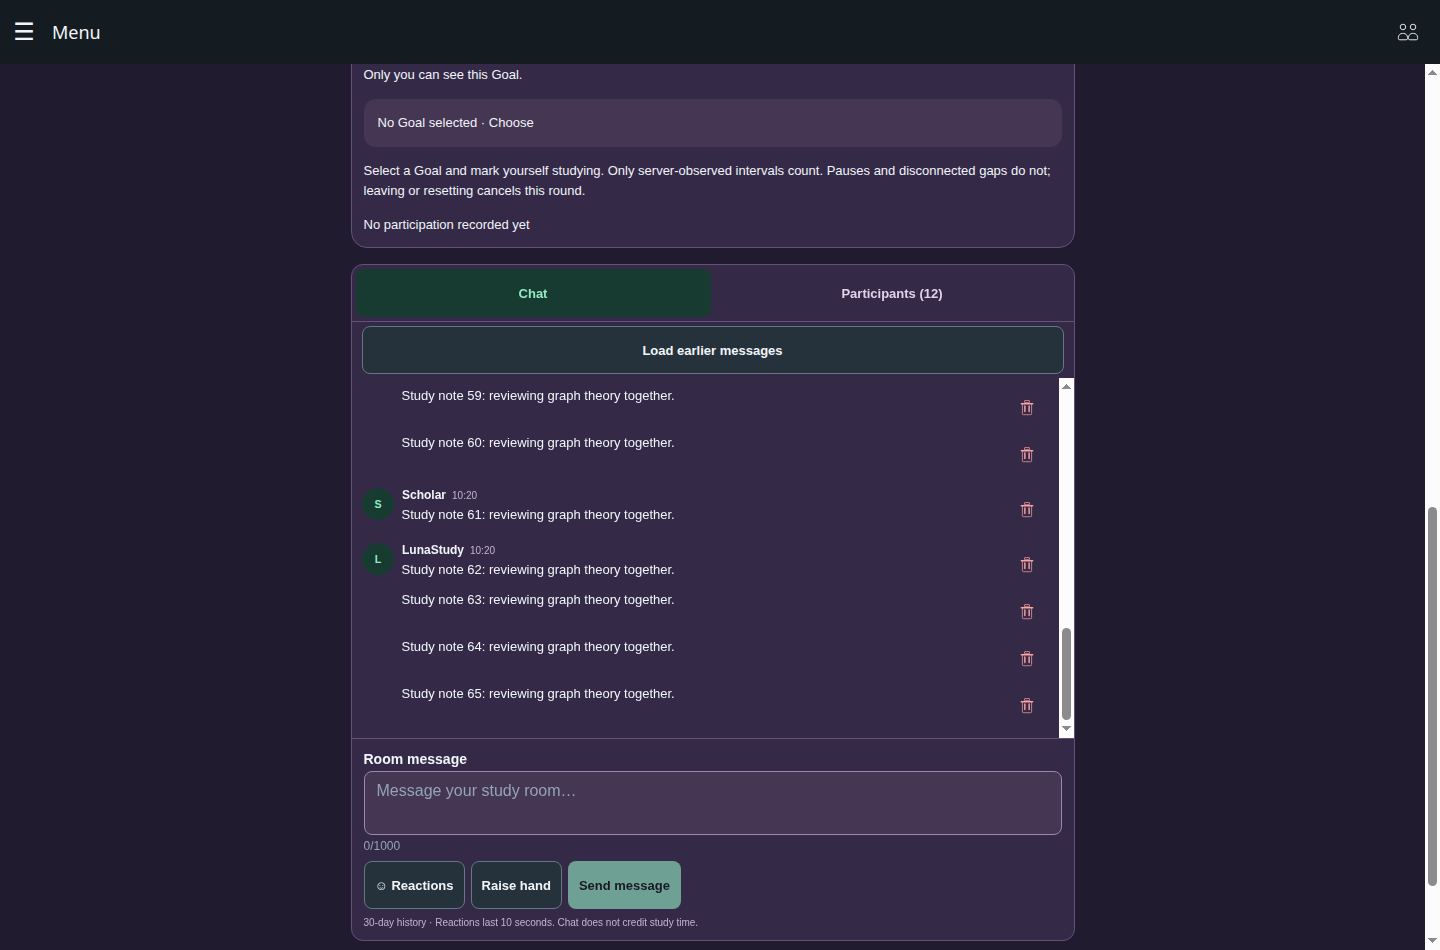 ☰ Menu
Only you can see this Goal.
No Goal selected · Choose
Select a Goal and mark yourself studying. Only server-observed intervals count. Pauses and disconnected gaps do not;
leaving or resetting cancels this round.
No participation recorded yet
Chat
Participants (12)
Load earlier messages
Study note 59: reviewing graph theory together.
Study note 60: reviewing graph theory together.
S
Scholar 10:20
Study note 61: reviewing graph theory together.
L
LunaStudy 10:20
Study note 62: reviewing graph theory together.
Study note 63: reviewing graph theory together.
Study note 64: reviewing graph theory together.
Study note 65: reviewing graph theory together.
Room message
Message your study room…
0/1000
☺ Reactions
Raise hand
Send message
30-day history · Reactions last 10 seconds. Chat does not credit study time.